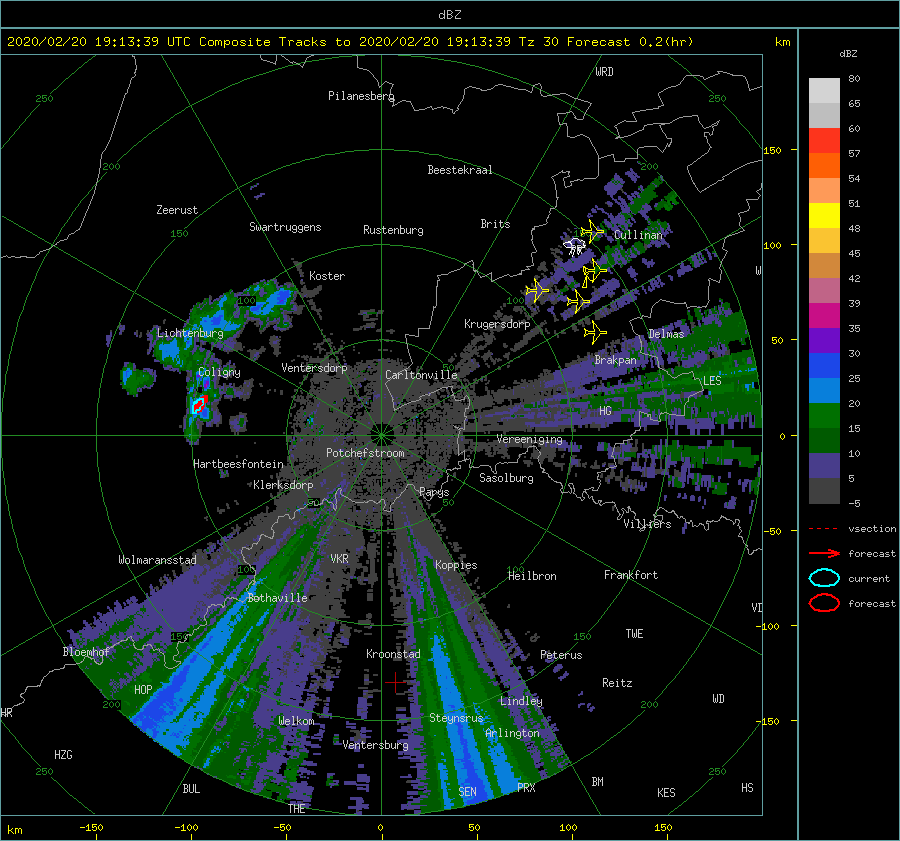 dBZ
2020/02/20 19:13:39 UTC Composite Tracks to 2020/02/20 19:13:39 Tz 30 Forecast 0.2(hr)
km
dBZ
WRD
80
250
Pilanesberg
250
65
60
150
57
200
Beestekraal
200
54
Zeerust
51
150
Swartruggens
Rustenburg
Brits
Cullinan
48
100
45
W
Koster
42
100
100
39
Krugersdorp
35
Lichtenburg
Delmas
50
30
Brakpan
Coligny
Ventersdorp
Carltonville
25
LES
20
HG
15
Vereeniging
0
10
Potchefstroom
Hartbeesfontein
5
Klerksdorp
Parys
Sasolburg
50
50
-5
Villiers
vsection
-50
Wolmaransstad
VKR
Koppies
forecast
100
100
Heilbron
Frankfort
current
Bothaville
VD
forecast
-100
150
150
TWE
Bloemhof
Kroonstad
Peterus
HOP
Reitz
200
Lindley
200
WD
HR
Welkom
Steynsrus
-150
Arlington
HZG
Ventersburg
250
250
BUL
SEN
PRX
BM
KES
HS
THE
km
-150
-100
-50
0
50
100
150